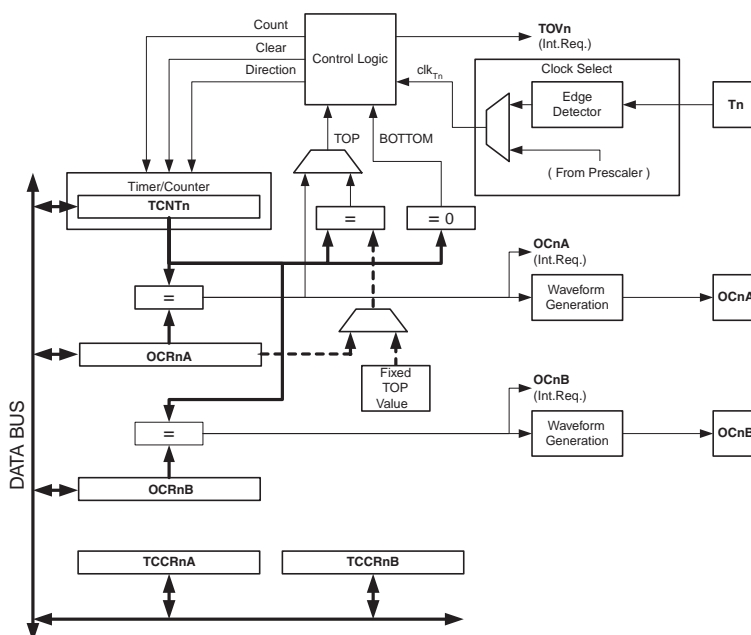 Count
Clear
Direction
Control Logic
TOVn
(Int.Req.)
clkTn
Clock Select
Edge
Detector
Tn
( From Prescaler )
TOP
BOTTOM
Timer/Counter
TCNTn
=
= 0
OCnA
(Int.Req.)
=
Waveform
Generation
OCnA
OCRnA
Fixed
TOP
Value
OCnB
(Int.Req.)
=
Waveform
Generation
OCnB
OCRnB
DATA BUS
TCCRnA
TCCRnB